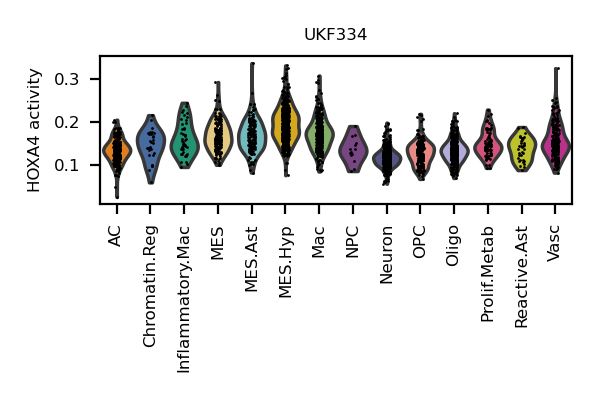 UKF334
HOXA4 activity
0.3
0.2
0.1
AC
Chromatin.Reg
Inflammatory.Mac
MES
MES.Ast
MES.Hyp
Mac
NPC
Neuron
OPC
Oligo
Prolif.Metab
Reactive.Ast
Vasc